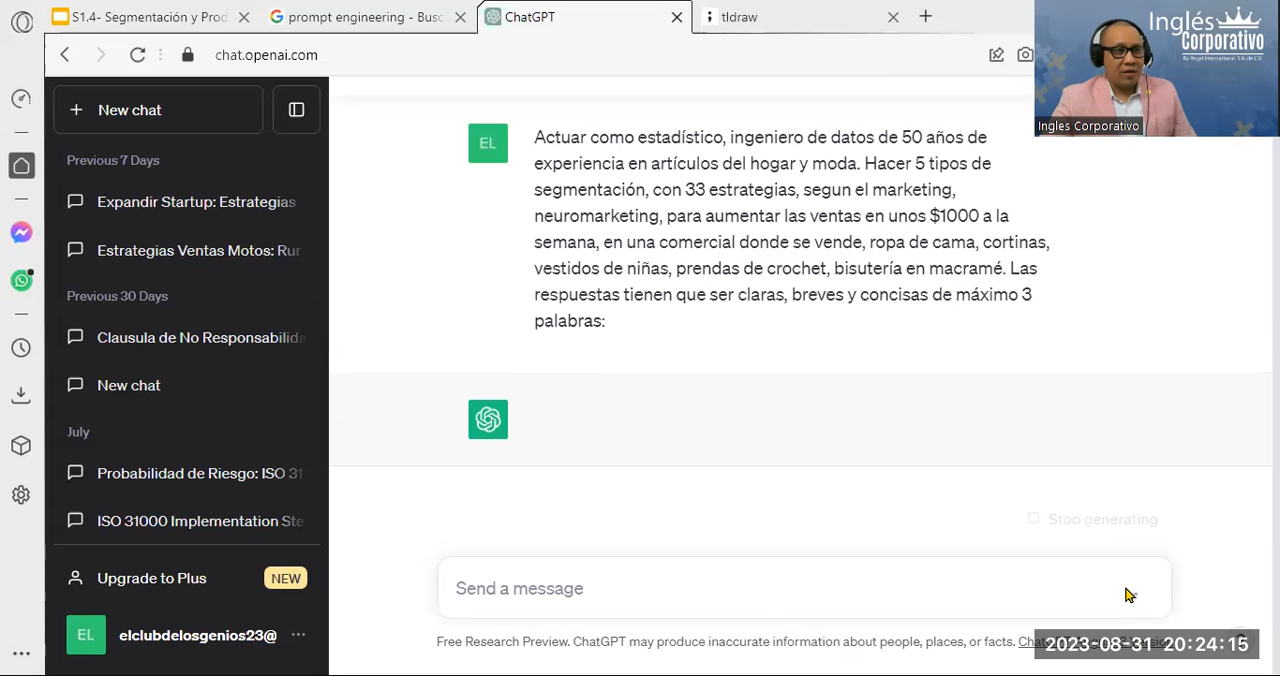 S1.4- Segmentación y Prod
prompt engineering - Busc
ChatGPT
tldraw
chat.openai.com
Inglés
Corporativo
By Regal International, S.A. de C.V.
Ingles Corporativo
New chat
Previous 7 Days
Expandir Startup: Estrategias
Estrategias Ventas Motos: Rur
Previous 30 Days
Clausula de No Responsabilida
New chat
July
Probabilidad de Riesgo: ISO 31
ISO 31000 Implementation Ste
Upgrade to Plus
NEW
EL
elclubdelosgenios23@
EL
Actuar como estadístico, ingeniero de datos de 50 años de
experiencia en artículos del hogar y moda. Hacer 5 tipos de
segmentación, con 33 estrategias, segun el marketing,
neuromarketing, para aumentar las ventas en unos $1000 a la
semana, en una comercial donde se vende, ropa de cama, cortinas,
vestidos de niñas, prendas de crochet, bisutería en macramé. Las
respuestas tienen que ser claras, breves y concisas de máximo 3
palabras:
Stop generating
Send a message
Free Research Preview. ChatGPT may produce inaccurate information about people, places, or facts.
2023-08-31 20:24:15